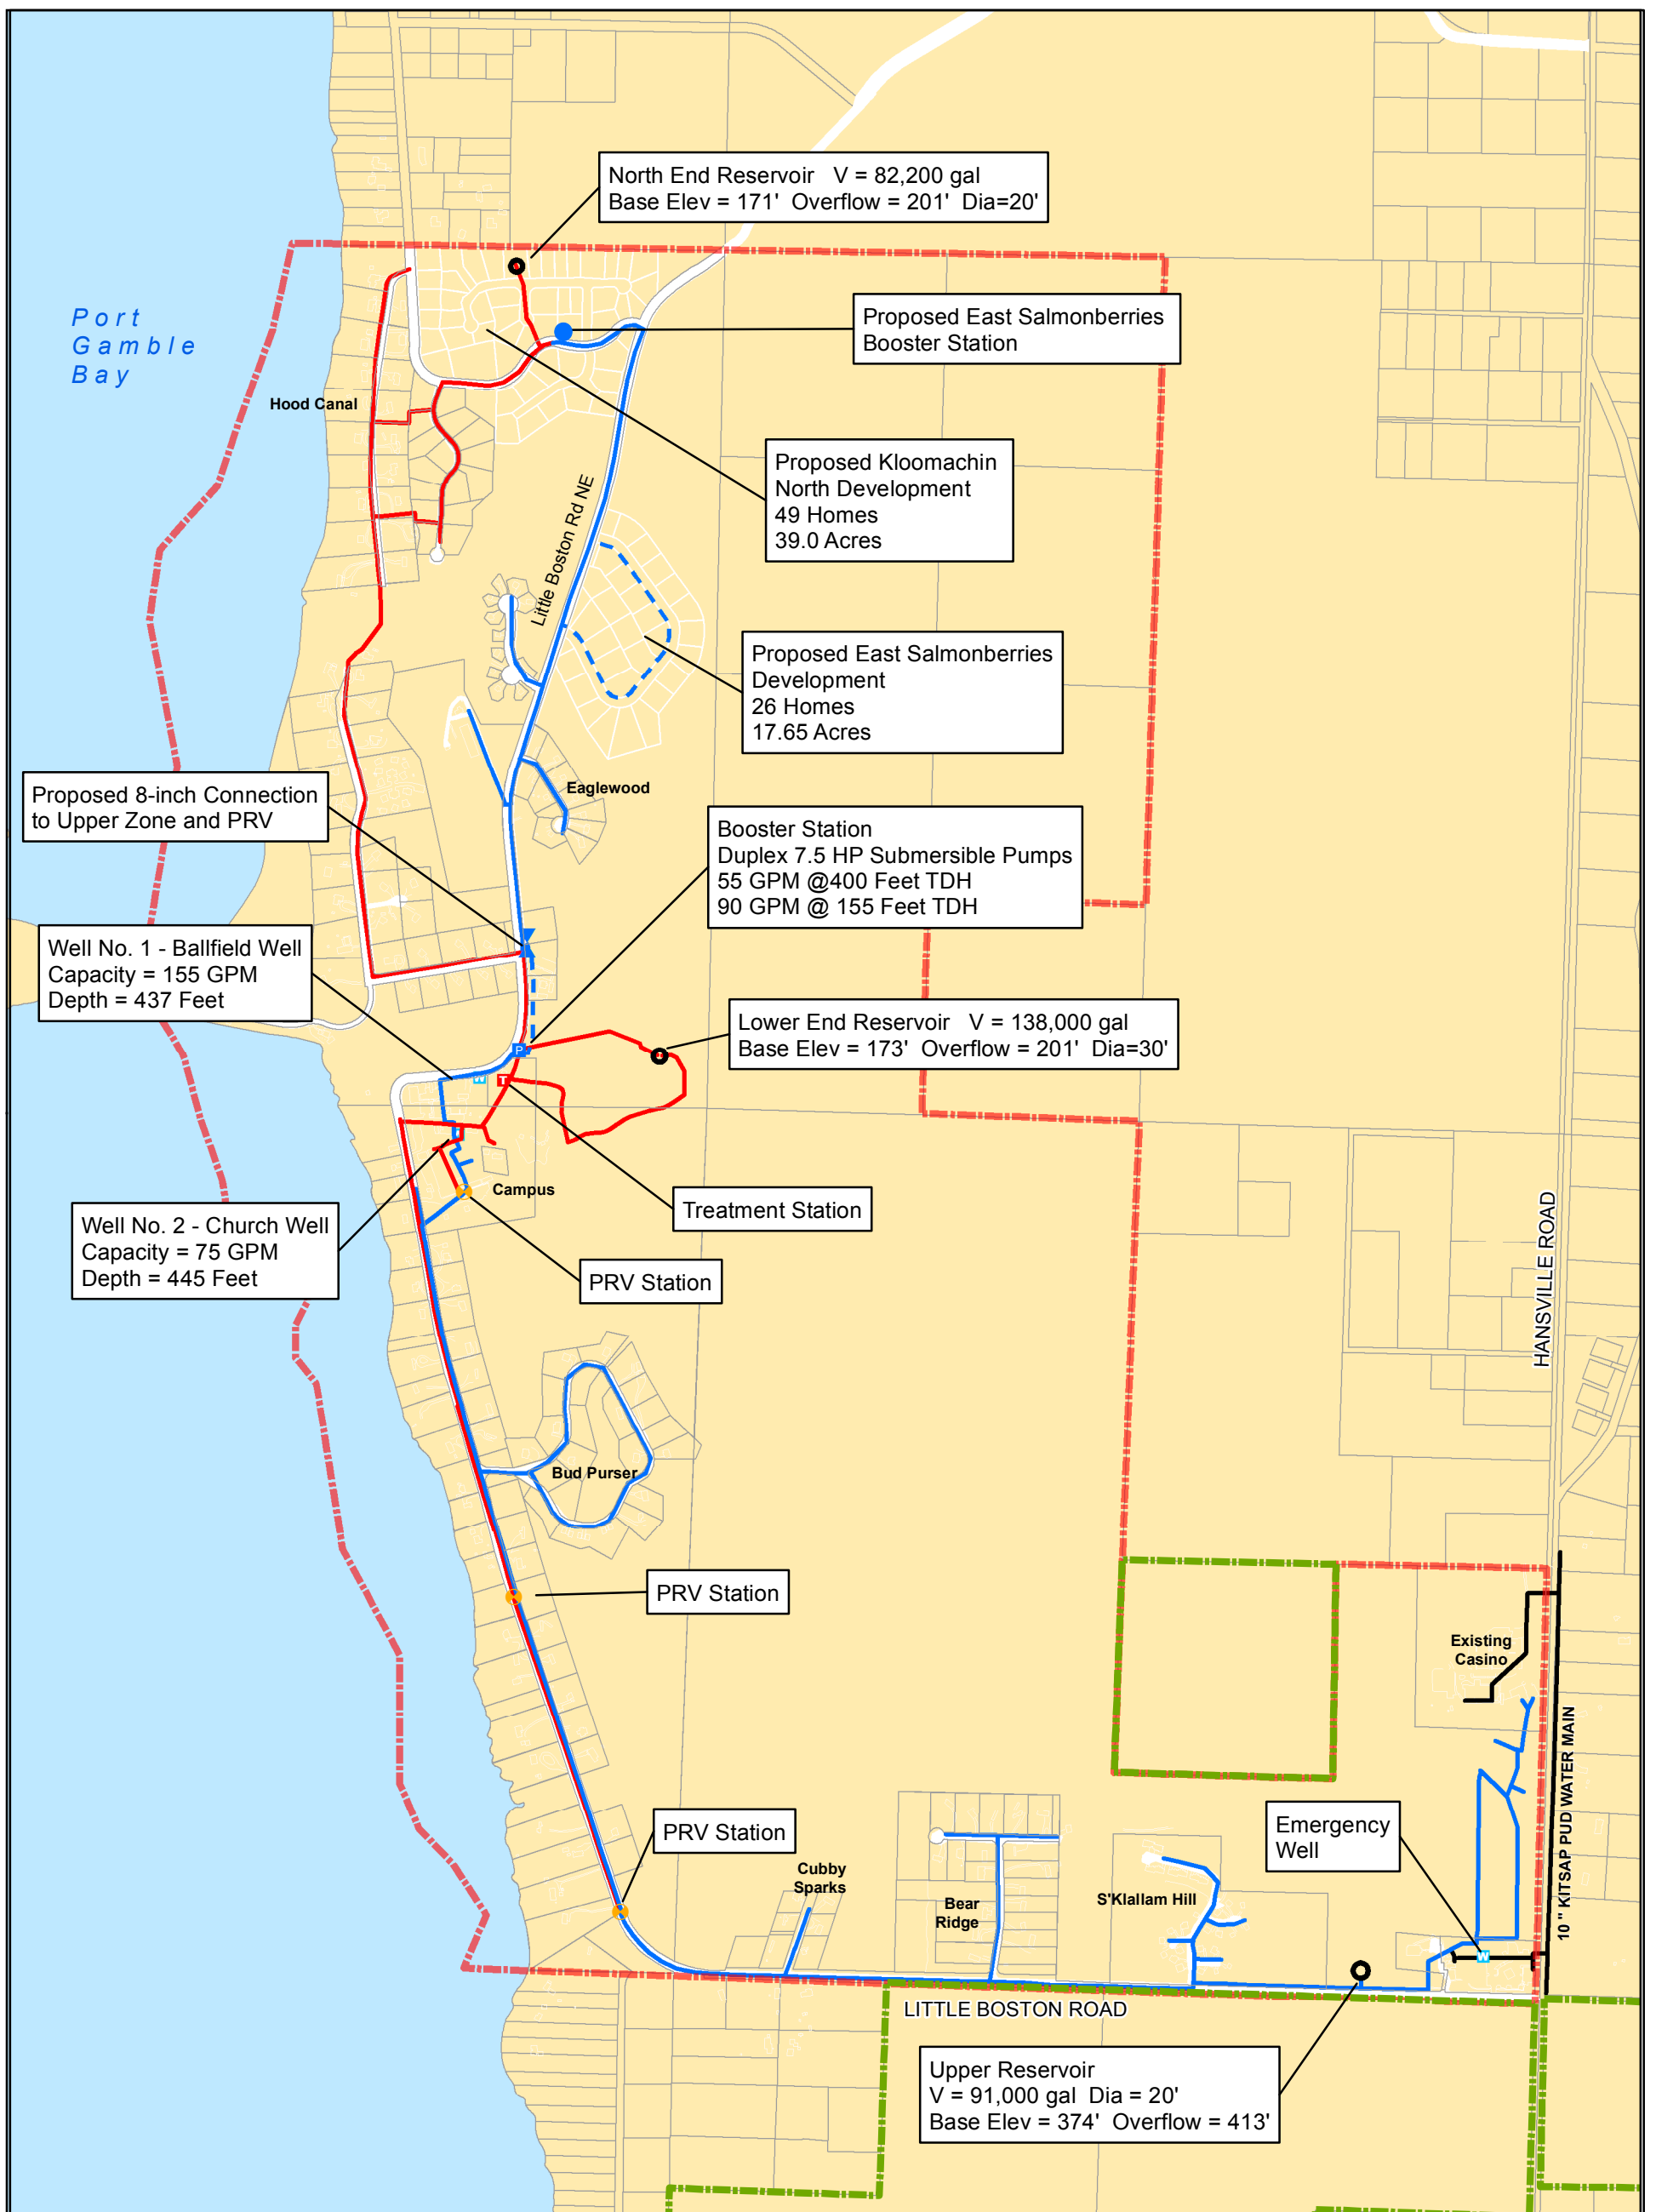 North End Reservoir   V = 82,200 gal
Base Elev = 171'  Overflow = 201'  Dia=20'
Port
Gamble
Bay
Proposed East Salmonberries
Booster Station
Hood Canal
Proposed Kloomachin
North Development
49 Homes
39.0 Acres
Little Boston Rd NE
Proposed East Salmonberries
Development
26 Homes
17.65 Acres
Proposed 8-inch Connection
to Upper Zone and PRV
Eaglewood
Booster Station
Duplex 7.5 HP Submersible Pumps
55 GPM @400 Feet TDH
90 GPM @ 155 Feet TDH
Well No. 1 - Ballfield Well
Capacity = 155 GPM
Depth = 437 Feet
Lower End Reservoir   V = 138,000 gal
Base Elev = 173'  Overflow = 201'  Dia=30'
P
W
T
Campus
Treatment Station
Well No. 2 - Church Well
Capacity = 75 GPM
Depth = 445 Feet
PRV Station
HANSVILLE ROAD
Bud Purser
PRV Station
Existing
Casino
10 " KITSAP PUD WATER MAIN
PRV Station
Emergency
Well
Cubby
Sparks
Bear
Ridge
S'Klallam Hill
W
LITTLE BOSTON ROAD
Upper Reservoir
V = 91,000 gal  Dia = 20'
Base Elev = 374'  Overflow = 413'